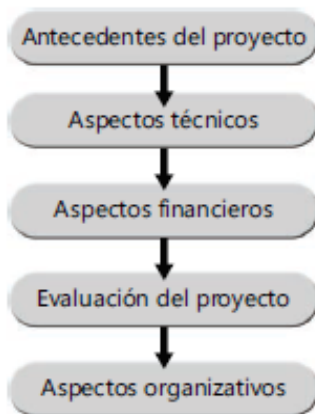 Antecedentes del proyecto
Aspectos técnicos
Aspectos financieros
Evaluación del proyecto
Aspectos organizativos